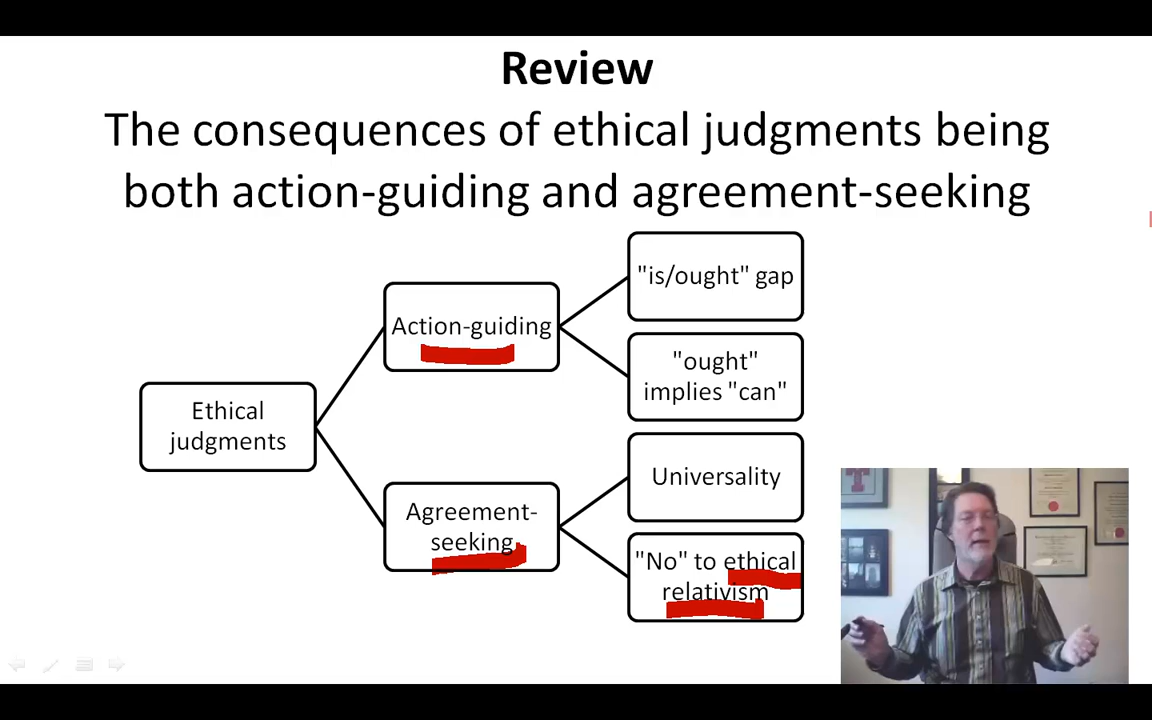 Review
The consequences of ethical judgments being
both action-guiding and agreement-seeking
Ethical
judgments
Action-guiding
"is/ought" gap
"ought"
implies "can"
Agreement-
seeking
Universality
"No" to ethical
relativism